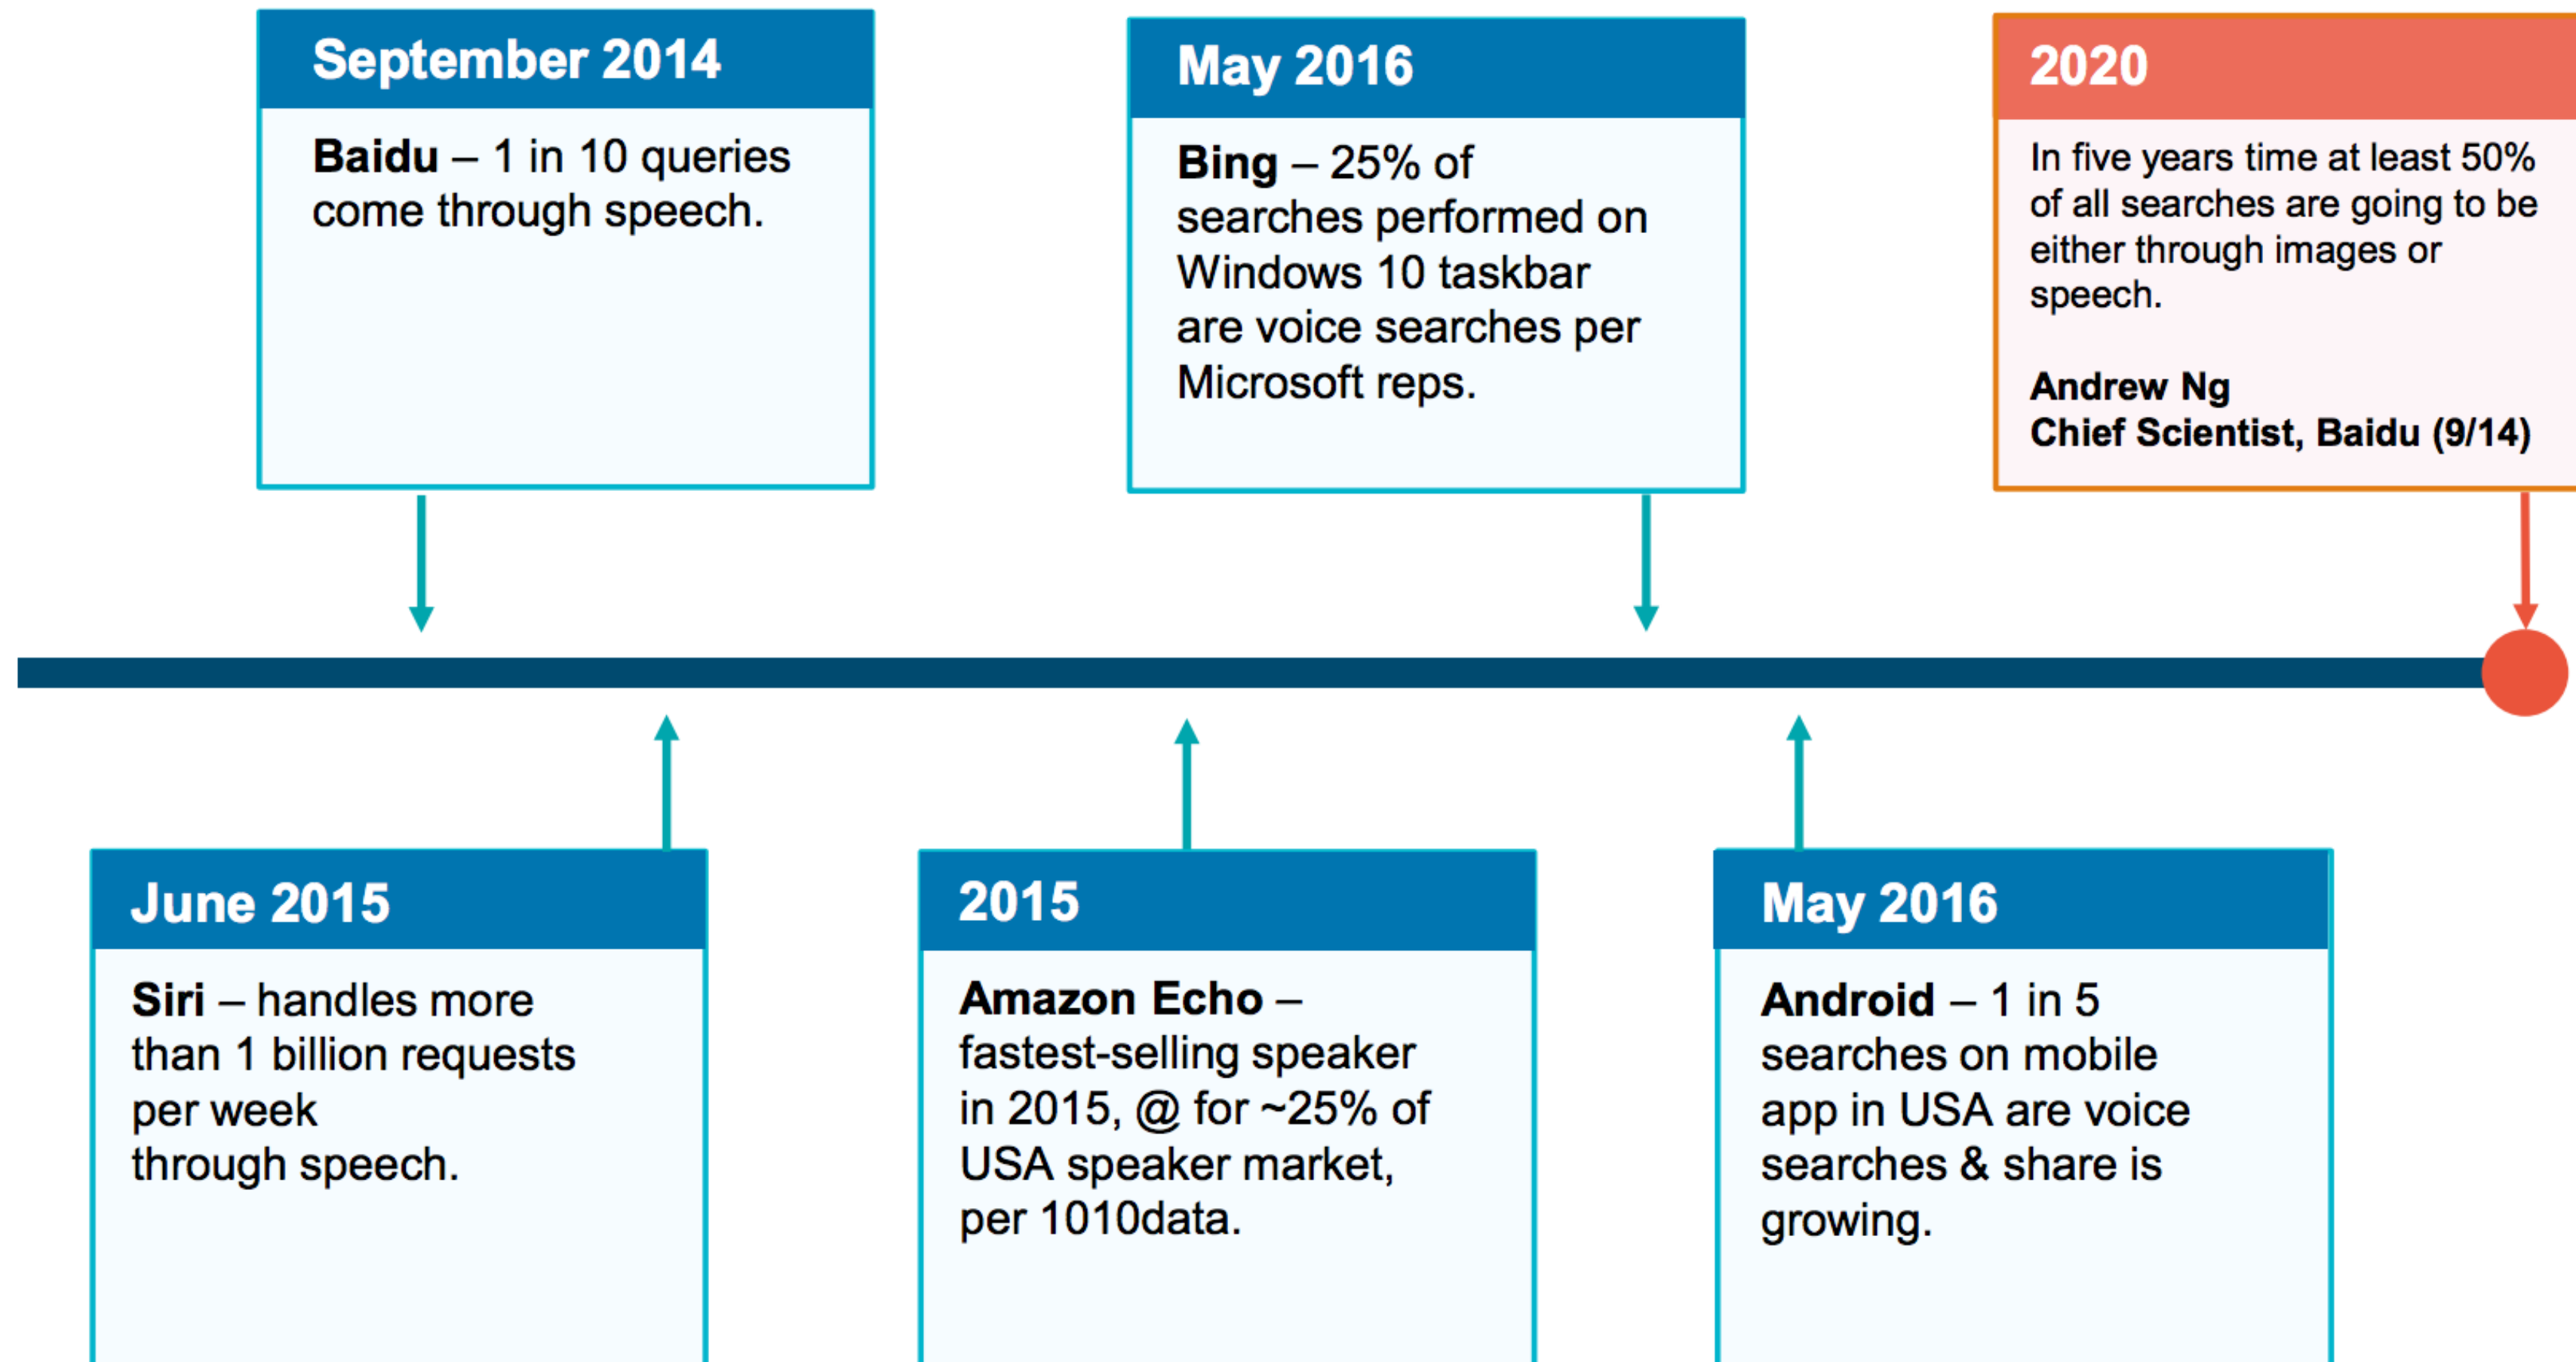 September 2014
Baidu – 1 in 10 queries
come through speech.
May 2016
Bing – 25% of
searches performed on
Windows 10 taskbar
are voice searches per
Microsoft reps.
2020
In five years time at least 50%
of all searches are going to be
either through images or
speech.
Andrew Ng
Chief Scientist, Baidu (9/14)
June 2015
Siri – handles more
than 1 billion requests
per week
through speech.
2015
Amazon Echo –
fastest-selling speaker
in 2015, @ for ~25% of
USA speaker market,
per 1010data.
May 2016
Android – 1 in 5
searches on mobile
app in USA are voice
searches & share is
growing.